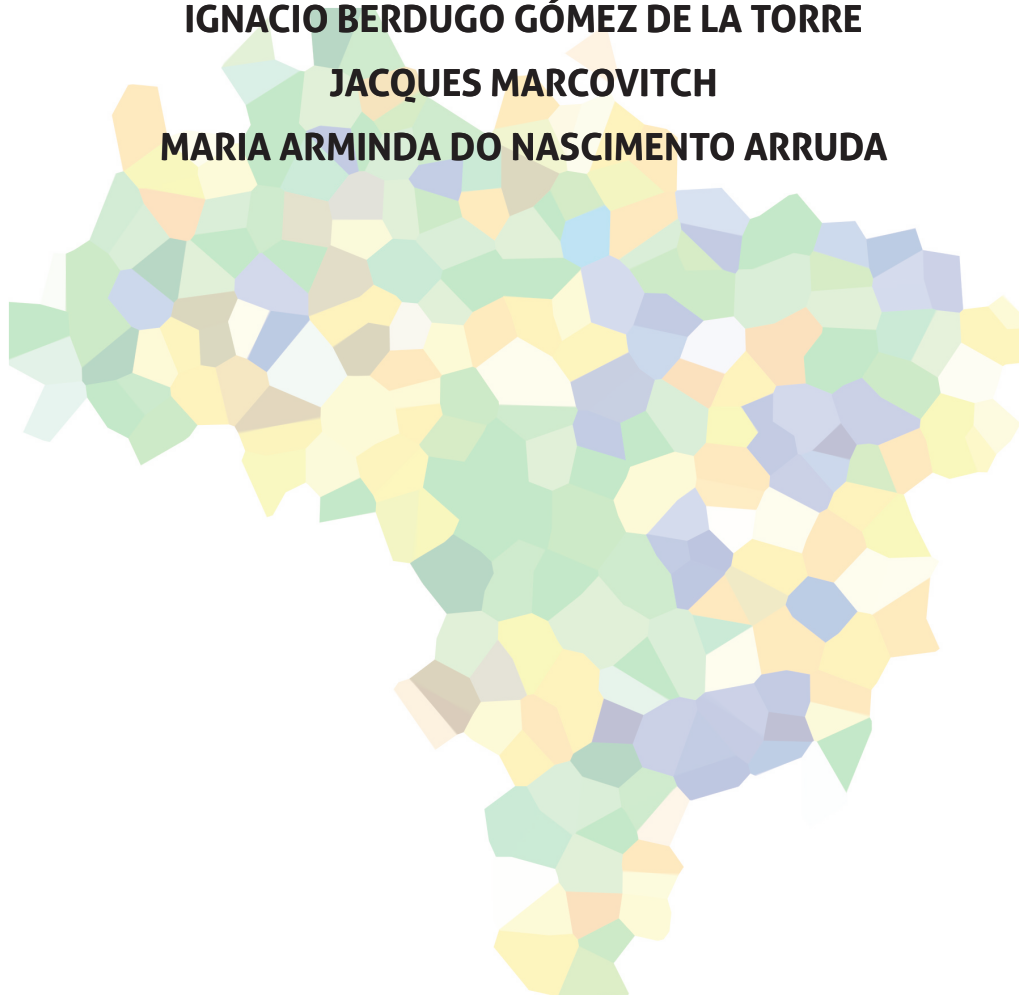 IGNACIO BERDUGO GÓMEZ DE LA TORRE
JACQUES MARCOVITCH
MARIA ARMINDA DO NASCIMENTO ARRUDA